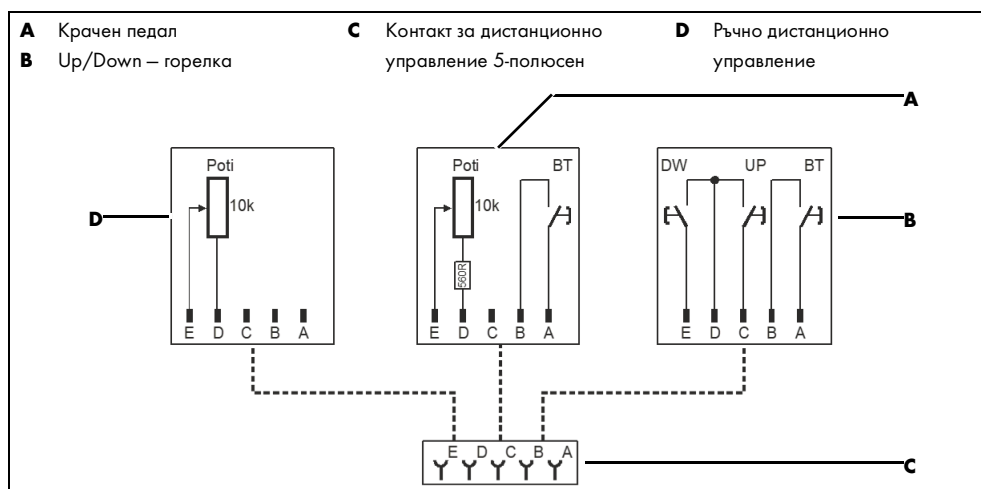 A Крачен педал
B Up/Down – горелка
C Контакт за дистанционно
управление 5-полюсен
D Ръчно дистанционно
управление
A
Poti
10k
E D C B A
D
Poti BT
10k
560R
E D C B A
DW UP BT
E D C B A
B
E D C B A
C